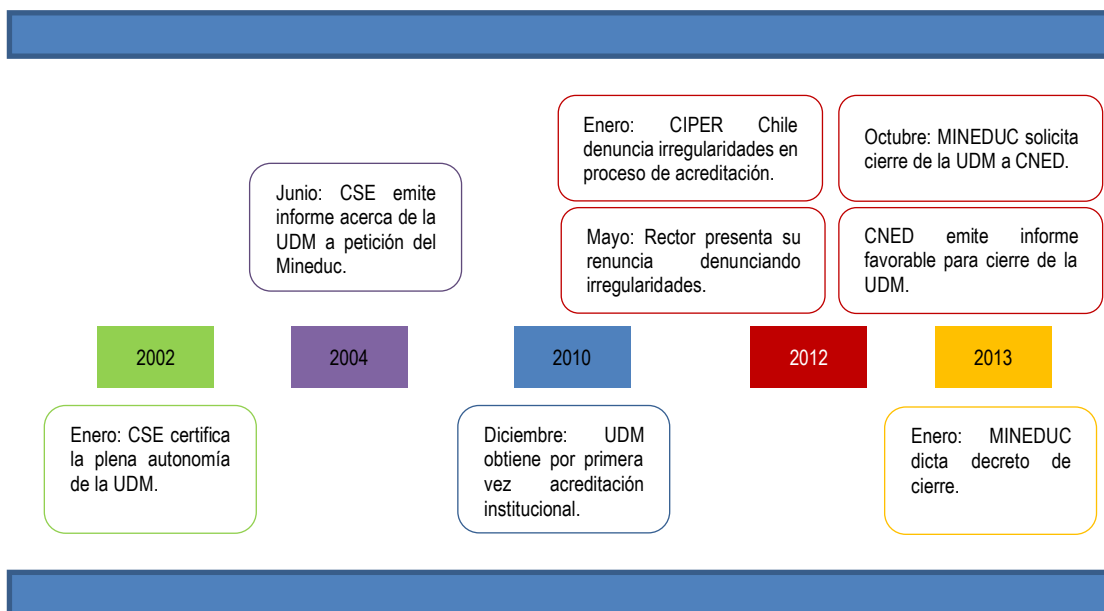 Enero: CIPER Chile
denuncia irregularidades en
proceso de acreditación.
Octubre: MINEDUC solicita
cierre de la UDM a CNED.
Junio: CSE emite
informe acerca de la
UDM a petición del
Mineduc.
Mayo: Rector presenta su
renuncia denunciando
irregularidades.
CNED emite informe
favorable para cierre de la
UDM.
2002
2004
2010
2012
2013
Enero: CSE certifica
la plena autonomía
de la UDM.
Diciembre: UDM
obtiene por primera
vez acreditación
institucional.
Enero: MINEDUC
dicta decreto de
cierre.